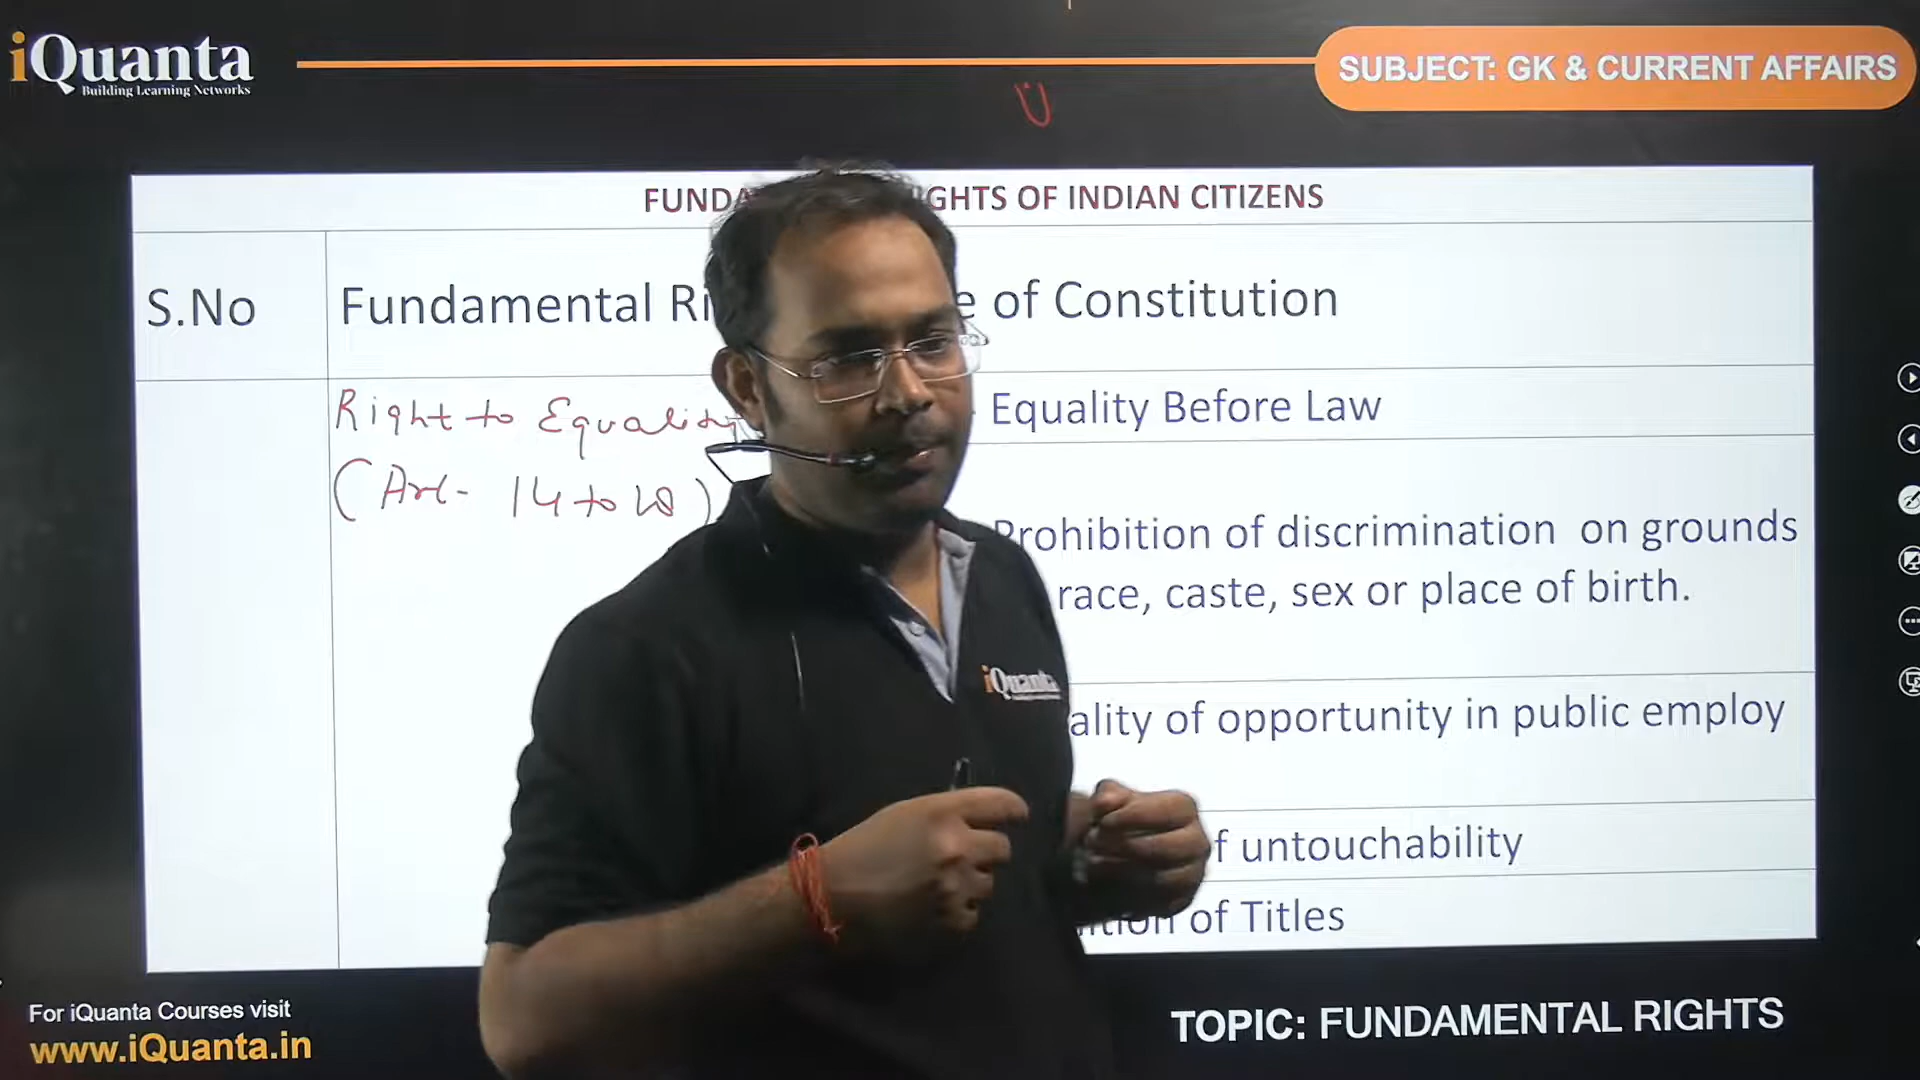 iQuanta
Building Learning Networks
SUBJECT: GK & CURRENT AFFAIRS
GHTS OF INDIAN CITIZENS
S.No
Fundamental
of Constitution
Right to Equality
Equality Before Law
(Art- 14 to 18)
Prohibition of discrimination on grounds
race, caste, sex or place of birth.
iQuanta
ality of opportunity in public employ
untouchability
of Titles
For iQuanta Courses visit
www.iQuanta.in
TOPIC: FUNDAMENTAL RIGHTS